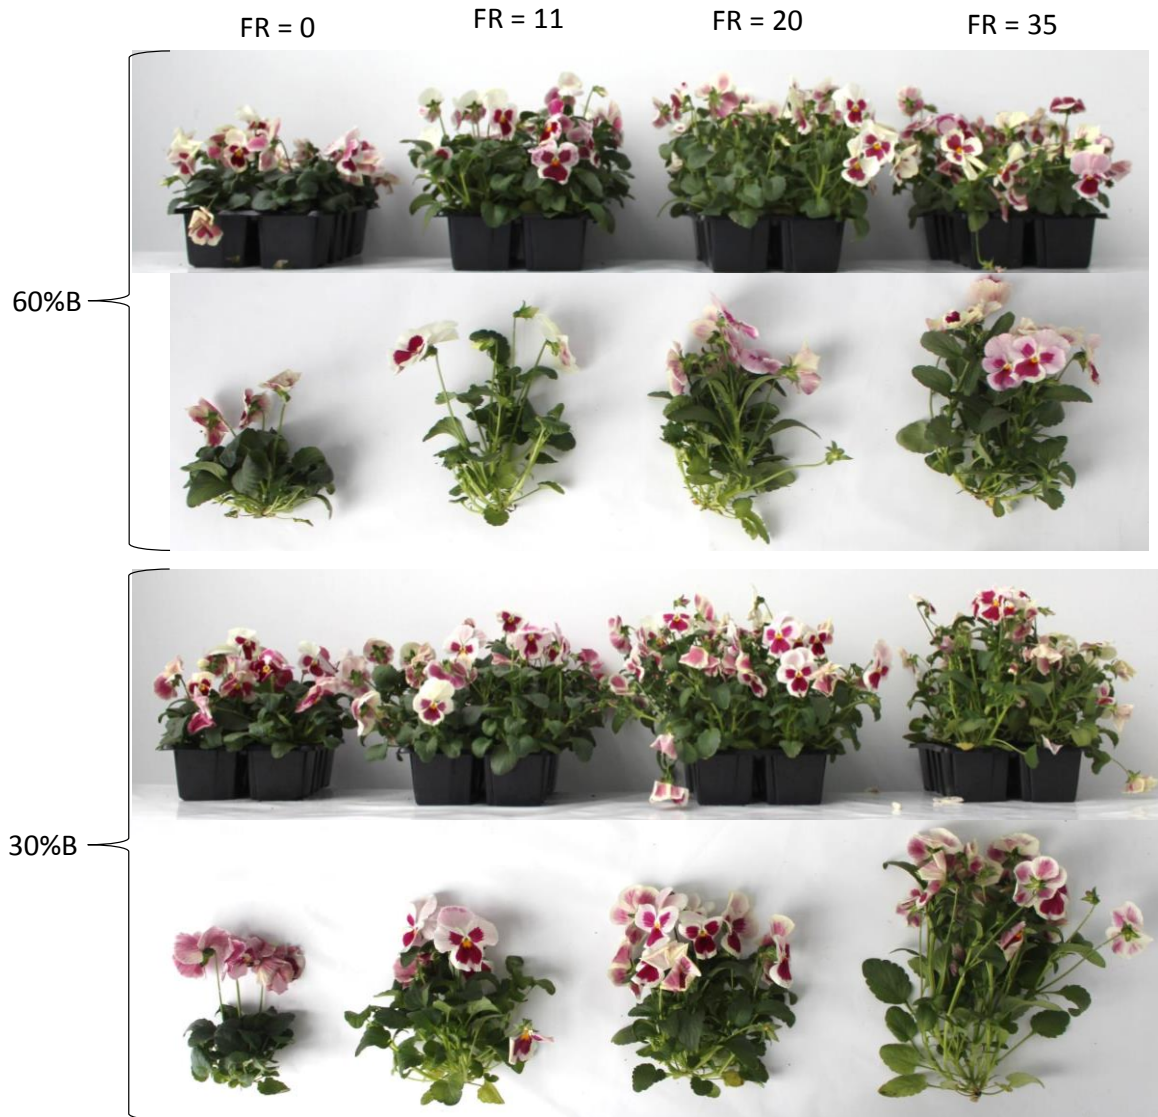 FR = 0
FR = 11
FR = 20
FR = 35
60%B
30%B